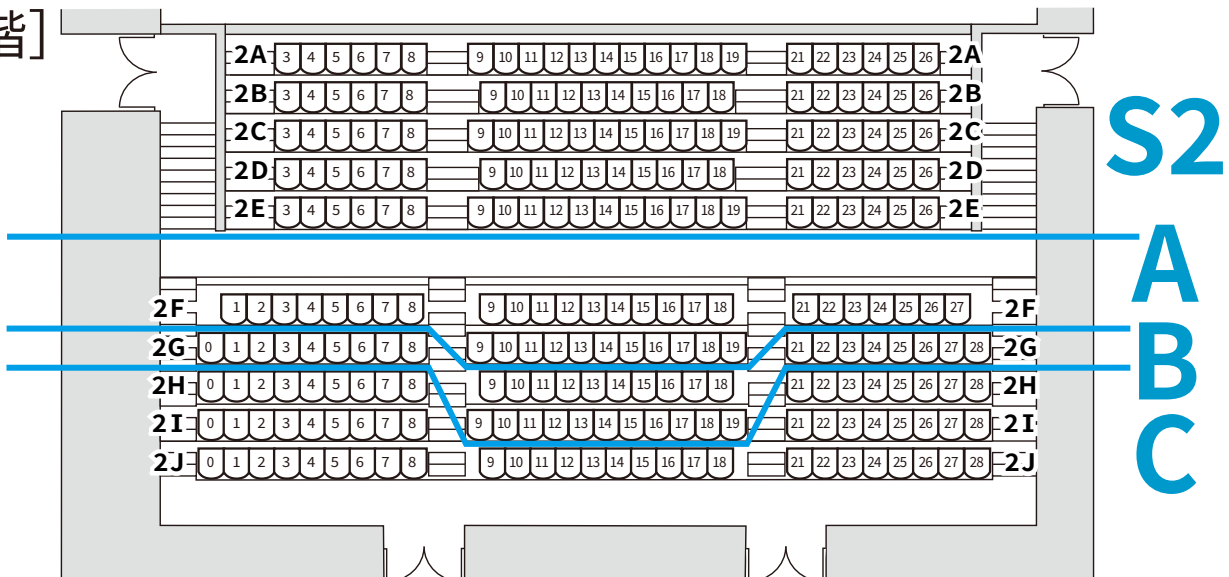 階]
2A 3 4 5 6 7 8 9 10 11 12 13 14 15 16 17 18 19 21 22 23 24 25 26 2A
2B 3 4 5 6 7 8 9 10 11 12 13 14 15 16 17 18 21 22 23 24 25 26 2B
2C 3 4 5 6 7 8 9 10 11 12 13 14 15 16 17 18 19 21 22 23 24 25 26 2C
S2
2D 3 4 5 6 7 8 9 10 11 12 13 14 15 16 17 18 21 22 23 24 25 26 2D
2E 3 4 5 6 7 8 9 10 11 12 13 14 15 16 17 18 19 21 22 23 24 25 26 2E
A
2F 1 2 3 4 5 6 7 8 9 10 11 12 13 14 15 16 17 18 21 22 23 24 25 26 27 2F
2G 0 1 2 3 4 5 6 7 8 9 10 11 12 13 14 15 16 17 18 19 21 22 23 24 25 26 27 28 2G
B
2H 0 1 2 3 4 5 6 7 8 9 10 11 12 13 14 15 16 17 18 21 22 23 24 25 26 27 28 2H
2I 0 1 2 3 4 5 6 7 8 9 10 11 12 13 14 15 16 17 18 19 21 22 23 24 25 26 27 28 2I
C
2J 0 1 2 3 4 5 6 7 8 9 10 11 12 13 14 15 16 17 18 21 22 23 24 25 26 27 28 2J